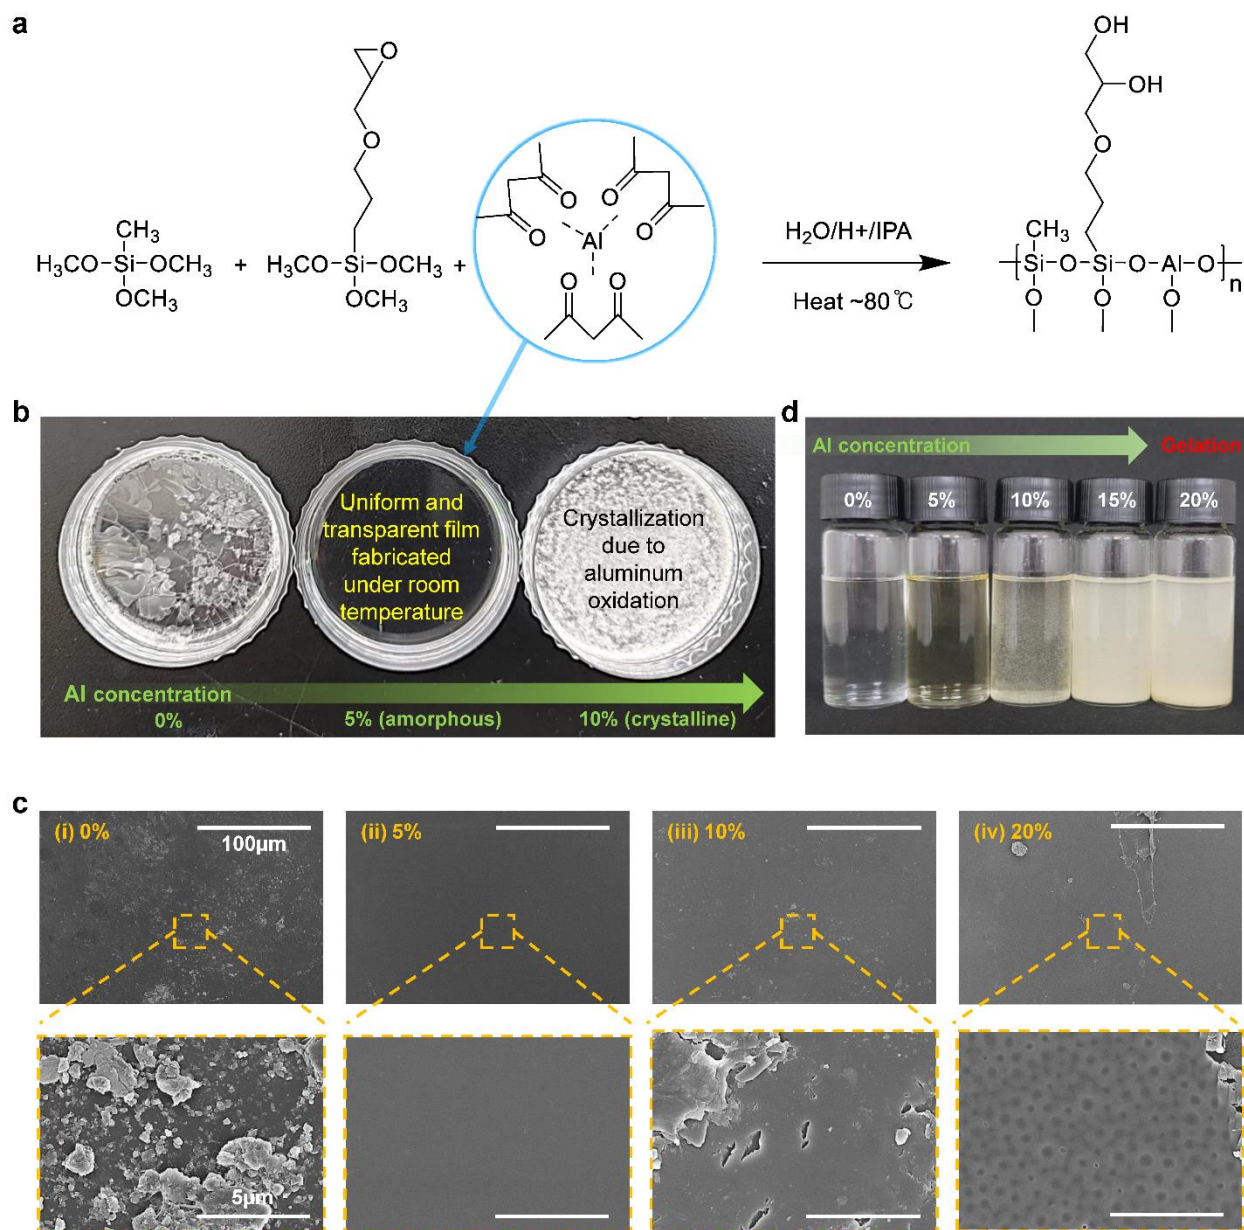 a
O
O
OH
OH
O
CH₃
H₃CO-Si-OCH₃
OCH₃
+
H₃CO-Si-OCH₃
OCH₃
+
O
O
O
O
Al
O
O
H₂O/H+/IPA
Heat ~80℃
CH₃
[Si-O-Si-O-Al-O]n
O
O
O
b
Uniform and
transparent film
fabricated
under room
temperature
Crystallization
due to
aluminum
oxidation
Al concentration
0%
5% (amorphous)
10% (crystalline)
d
Al concentration
Gelation
0%
5%
10%
15%
20%
c
(i) 0%
100μm
(ii) 5%
(iii) 10%
(iv) 20%
5μm